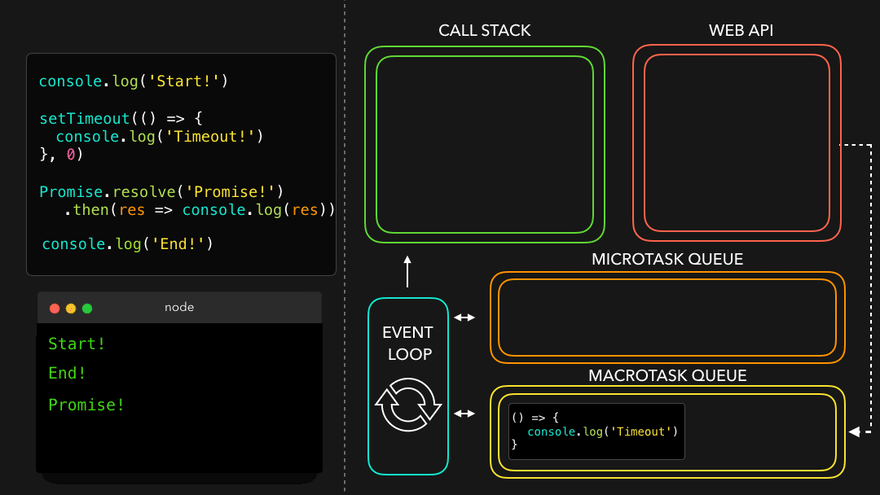 console.log('Start!')
setTimeout(() => {
  console.log('Timeout!')
}, 0)
Promise.resolve('Promise!')
  .then(res => console.log(res))
console.log('End!')
node
Start!
End!
Promise!
CALL STACK
WEB API
MICROTASK QUEUE
EVENT
LOOP
MACROTASK QUEUE
() => {
  console.log('Timeout')
}